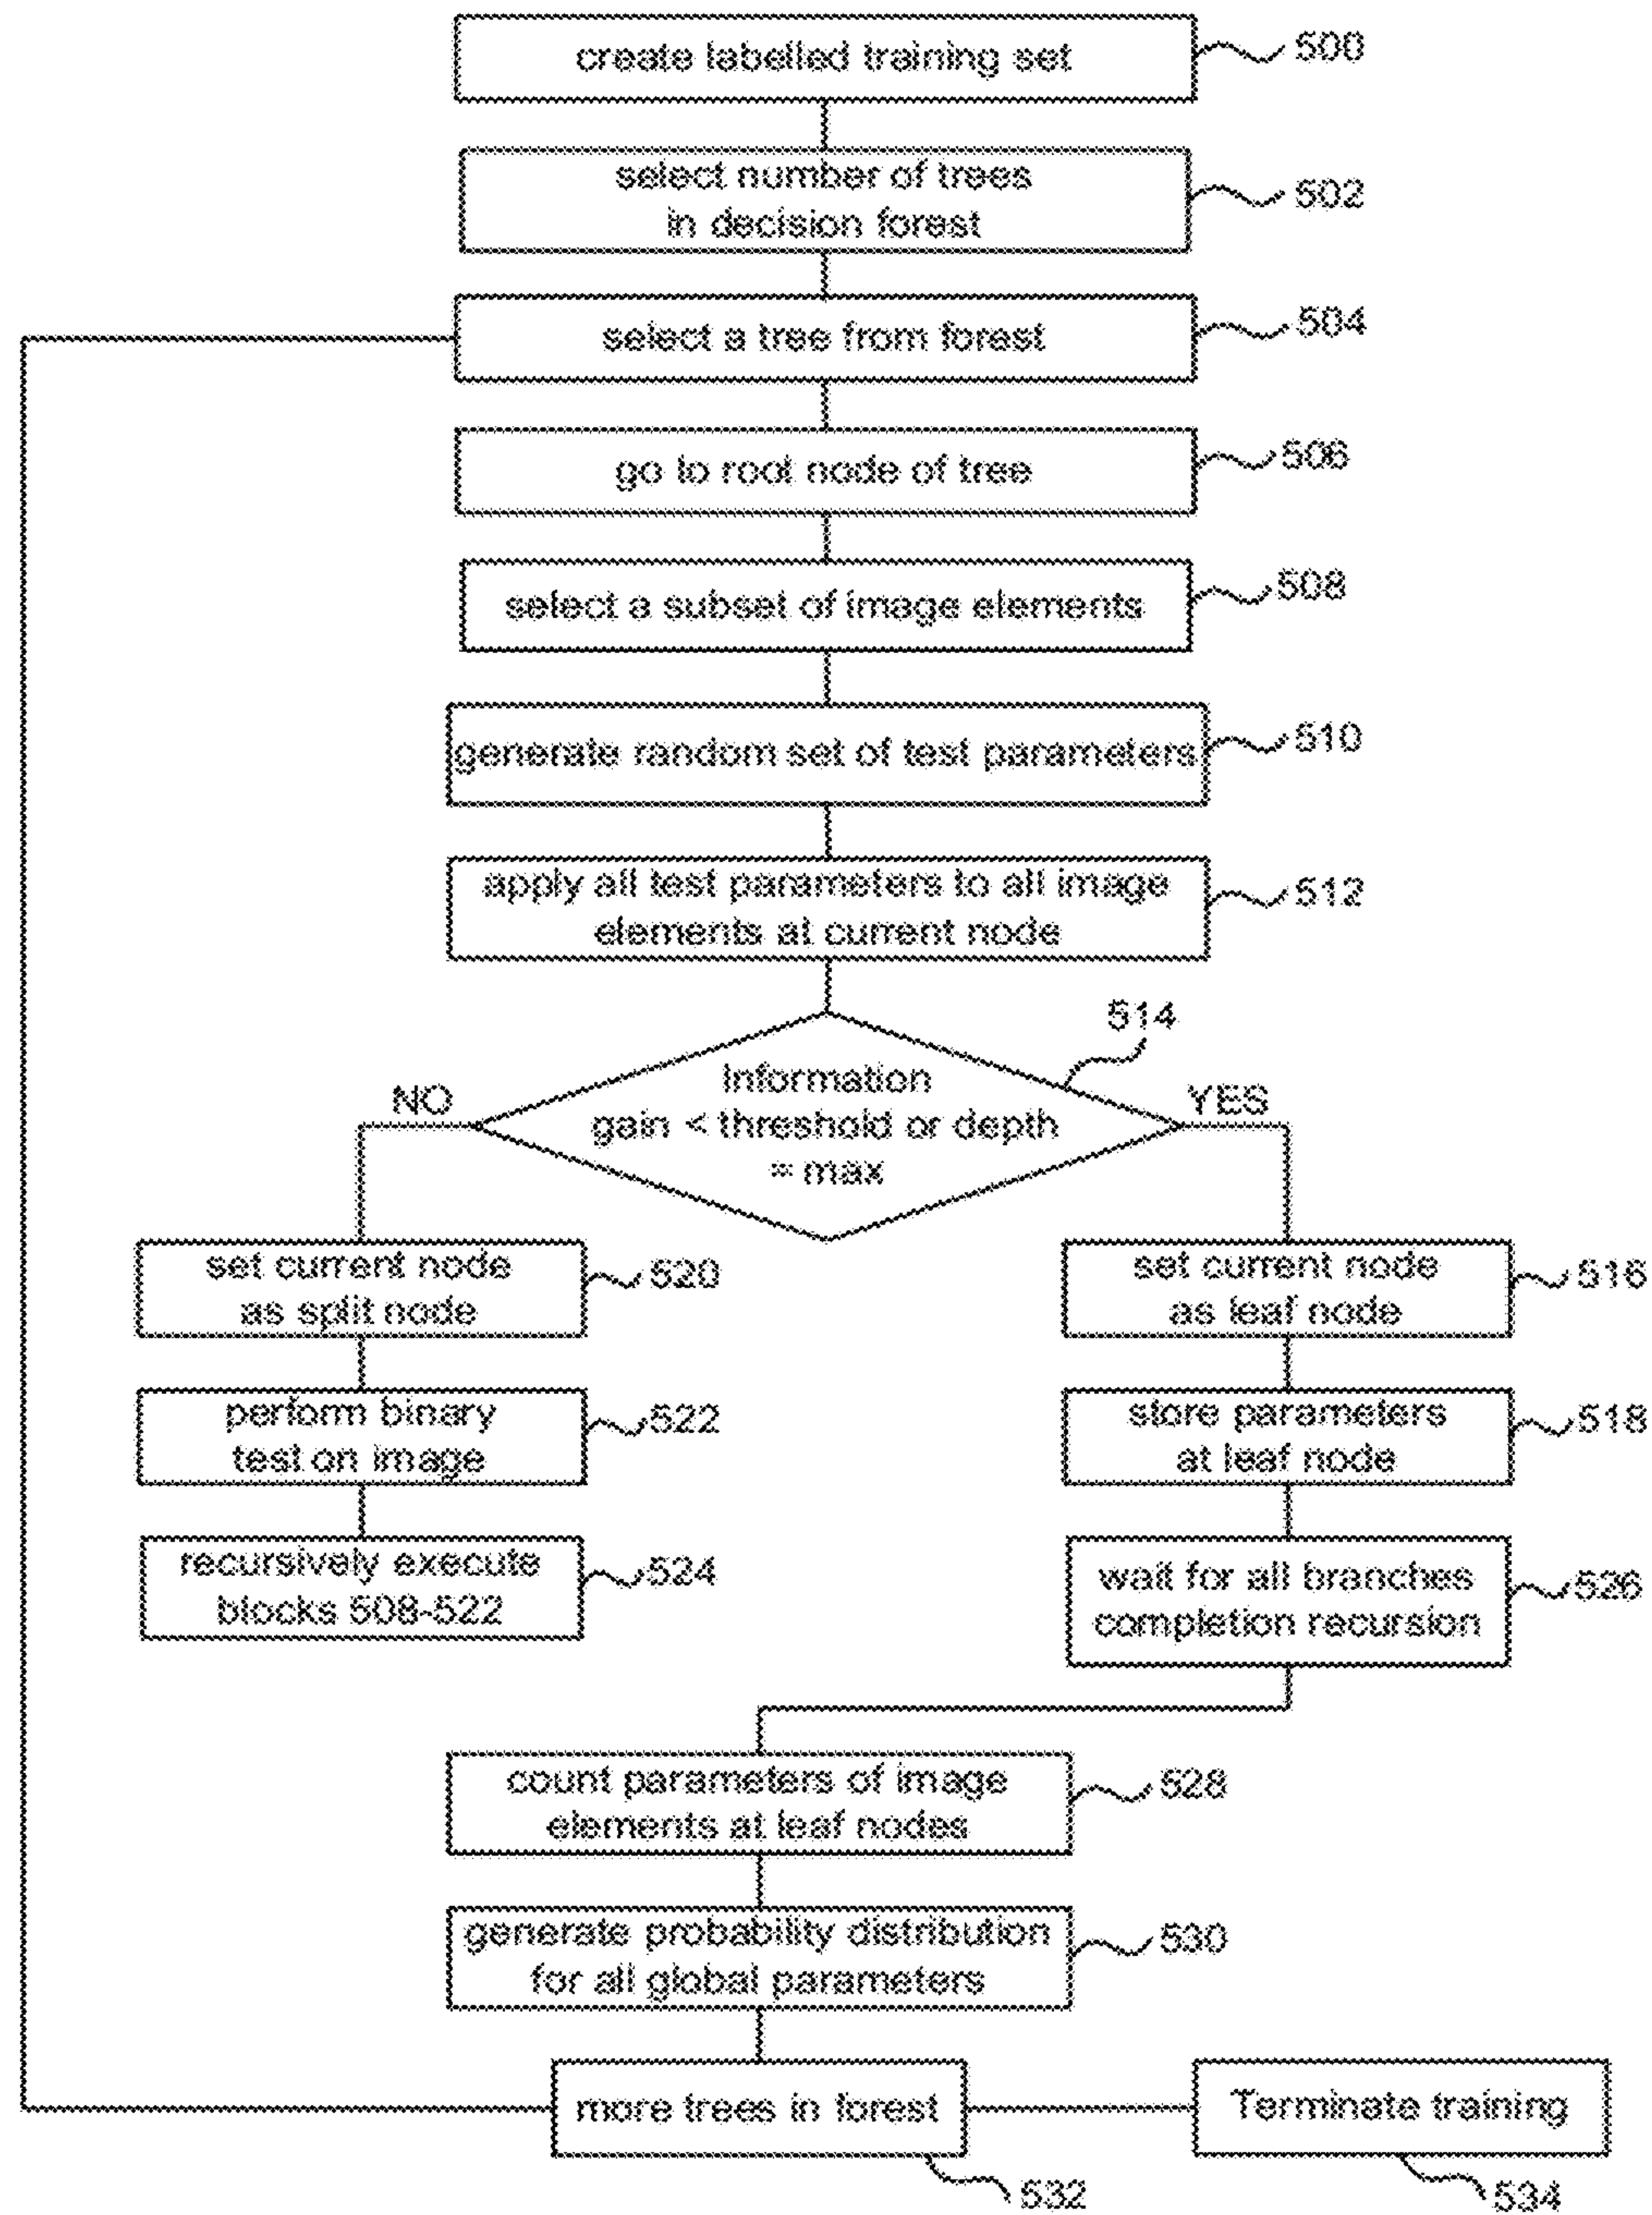 create labelled training set
500
select number of trees
in decision forest
502
select a tree from forest
504
go to root node of tree
506
select a subset of image elements
508
generate random set of test parameters
510
apply all test parameters to all image
elements at current node
512
514
Information
gain < threshold or depth
= max
NO
YES
set current node
as split node
520
set current node
as leaf node
516
perform binary
test on image
522
store parameters
at leaf node
518
recursively execute
blocks 508-522
524
wait for all branches
completion recursion
526
count parameters of image
elements at leaf nodes
528
generate probability distribution
for all global parameters
530
more trees in forest
532
Terminate training
534